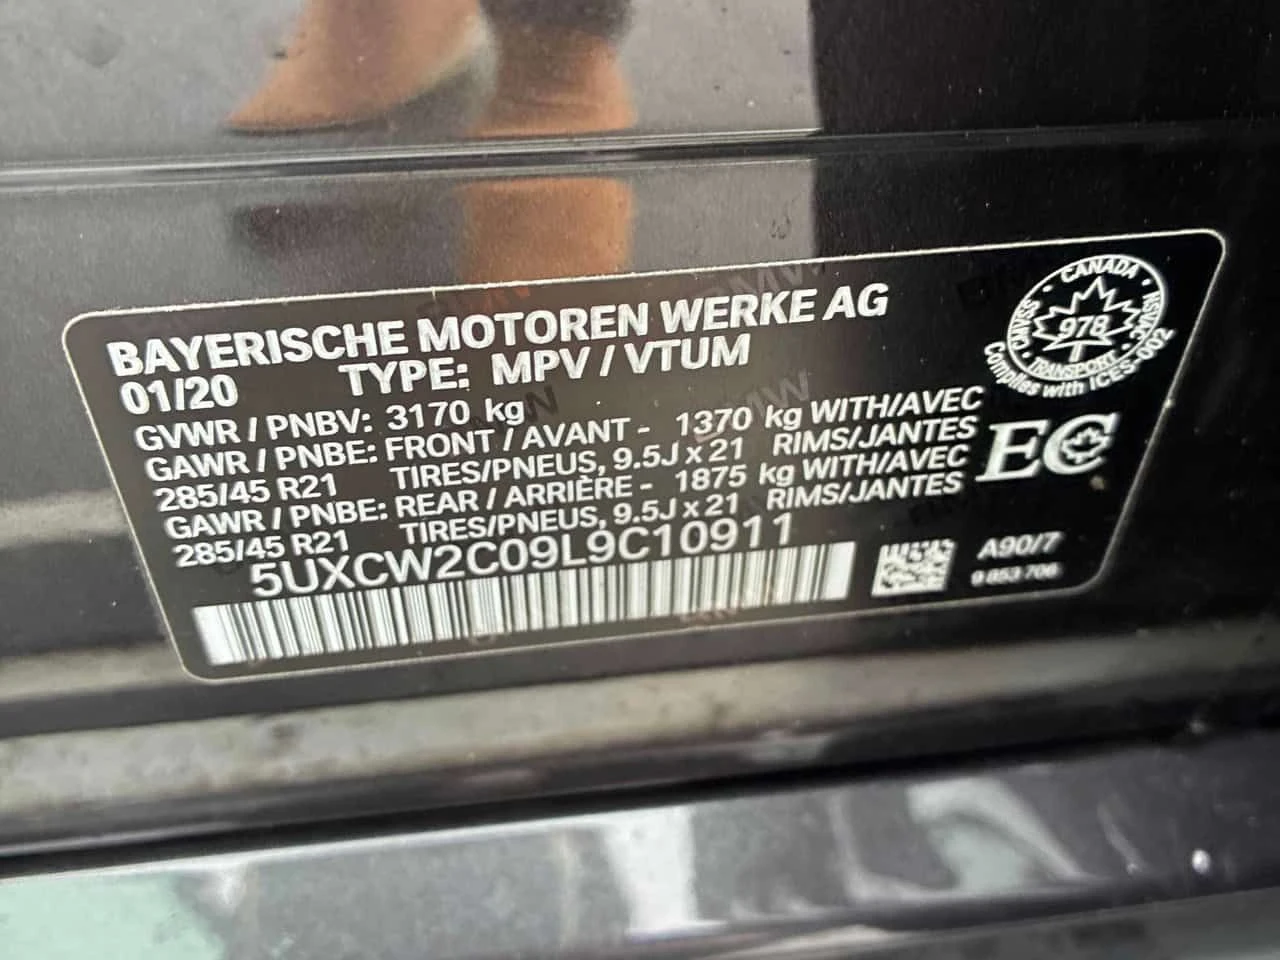 BAYERISCHE MOTOREN WERKE AG
01/20 TYPE: MPV / VTUM
GVWR / PNBV: 3170 kg
GAWR / PNBE: FRONT / AVANT - 1370 kg WITH/AVEC
285/45 R21 TIRES/PNEUS, 9.5J x 21 RIMS/JANTES
GAWR / PNBE: REAR / ARRIÈRE - 1875 kg WITH/AVEC
285/45 R21 TIRES/PNEUS, 9.5J x 21 RIMS/JANTES
5UXCW2C09L9C10911
CANADA
CMVSS
NSVAC
978
TRANSPORT
Complies with ICES-002
EC
A90/7
9 853 706